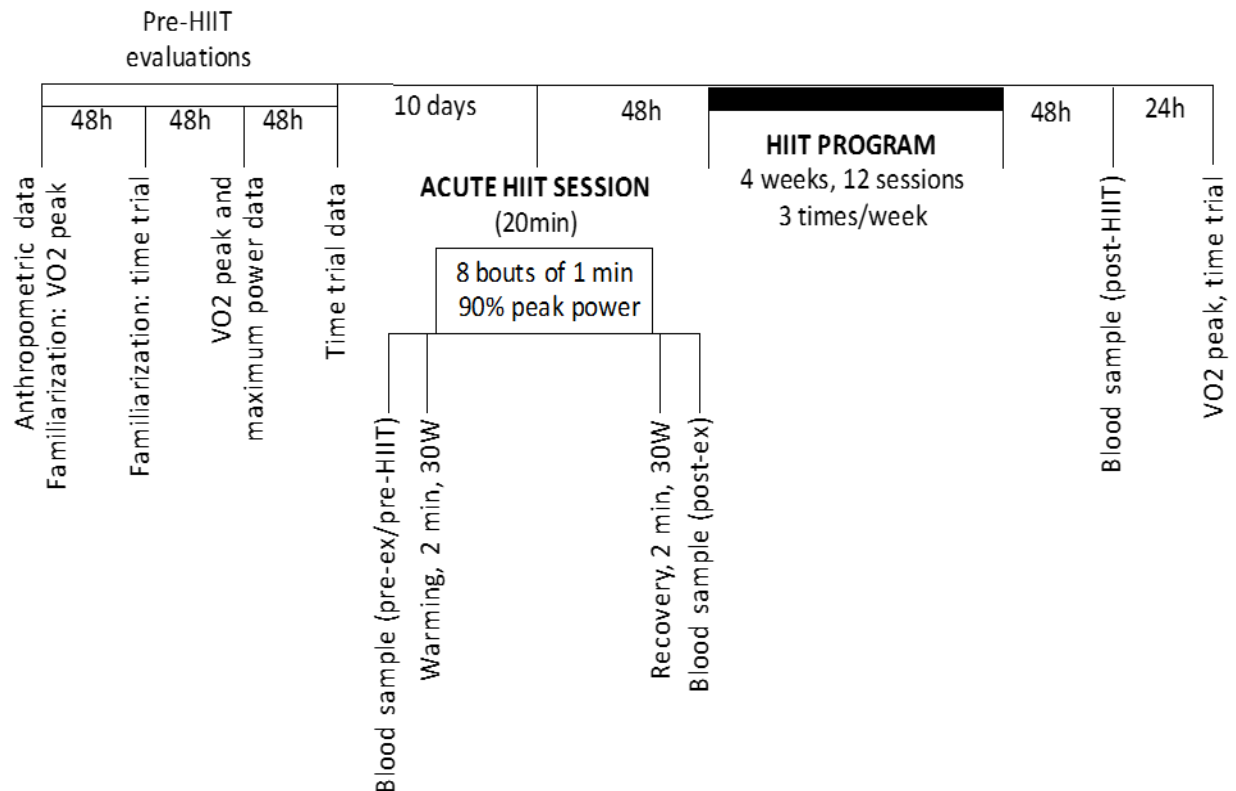 Pre-HIIT
evaluations
48h
48h
48h
10 days
48h
48h
24h
Anthropometric data
Familiarization: VO2 peak
Familiarization: time trial
VO2 peak and
maximum power data
Time trial data
ACUTE HIIT SESSION
(20min)
8 bouts of 1 min
90% peak power
Blood sample (pre-ex/pre-HIIT)
Warming, 2 min, 30W
Recovery, 2 min, 30W
Blood sample (post-ex)
HIIT PROGRAM
4 weeks, 12 sessions
3 times/week
Blood sample (post-HIIT)
VO2 peak, time trial